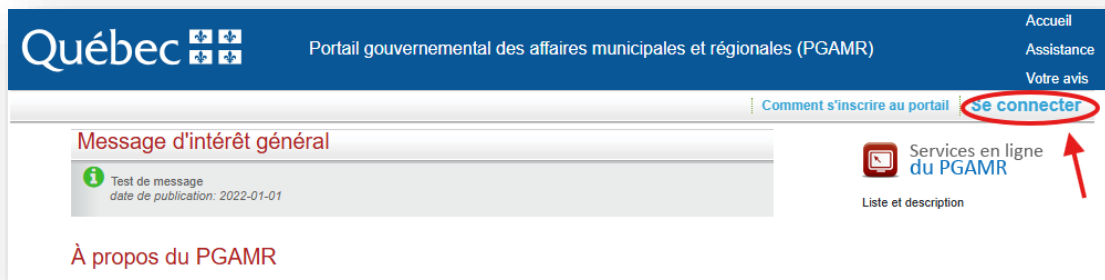 Québec
Portail gouvernemental des affaires municipales et régionales (PGAMR)
Accueil
Assistance
Votre avis
Comment s'inscrire au portail
Se connecter
Message d'intérêt général
Test de message
date de publication: 2022-01-01
Services en ligne
du PGAMR
Liste et description
À propos du PGAMR